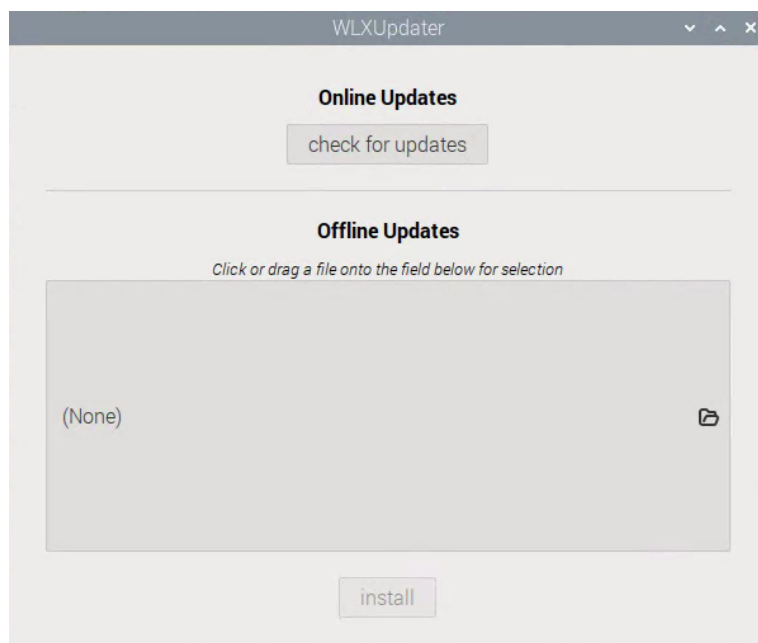 WLXUpdater
Online Updates
check for updates
Offline Updates
Click or drag a file onto the field below for selection
(None)
install